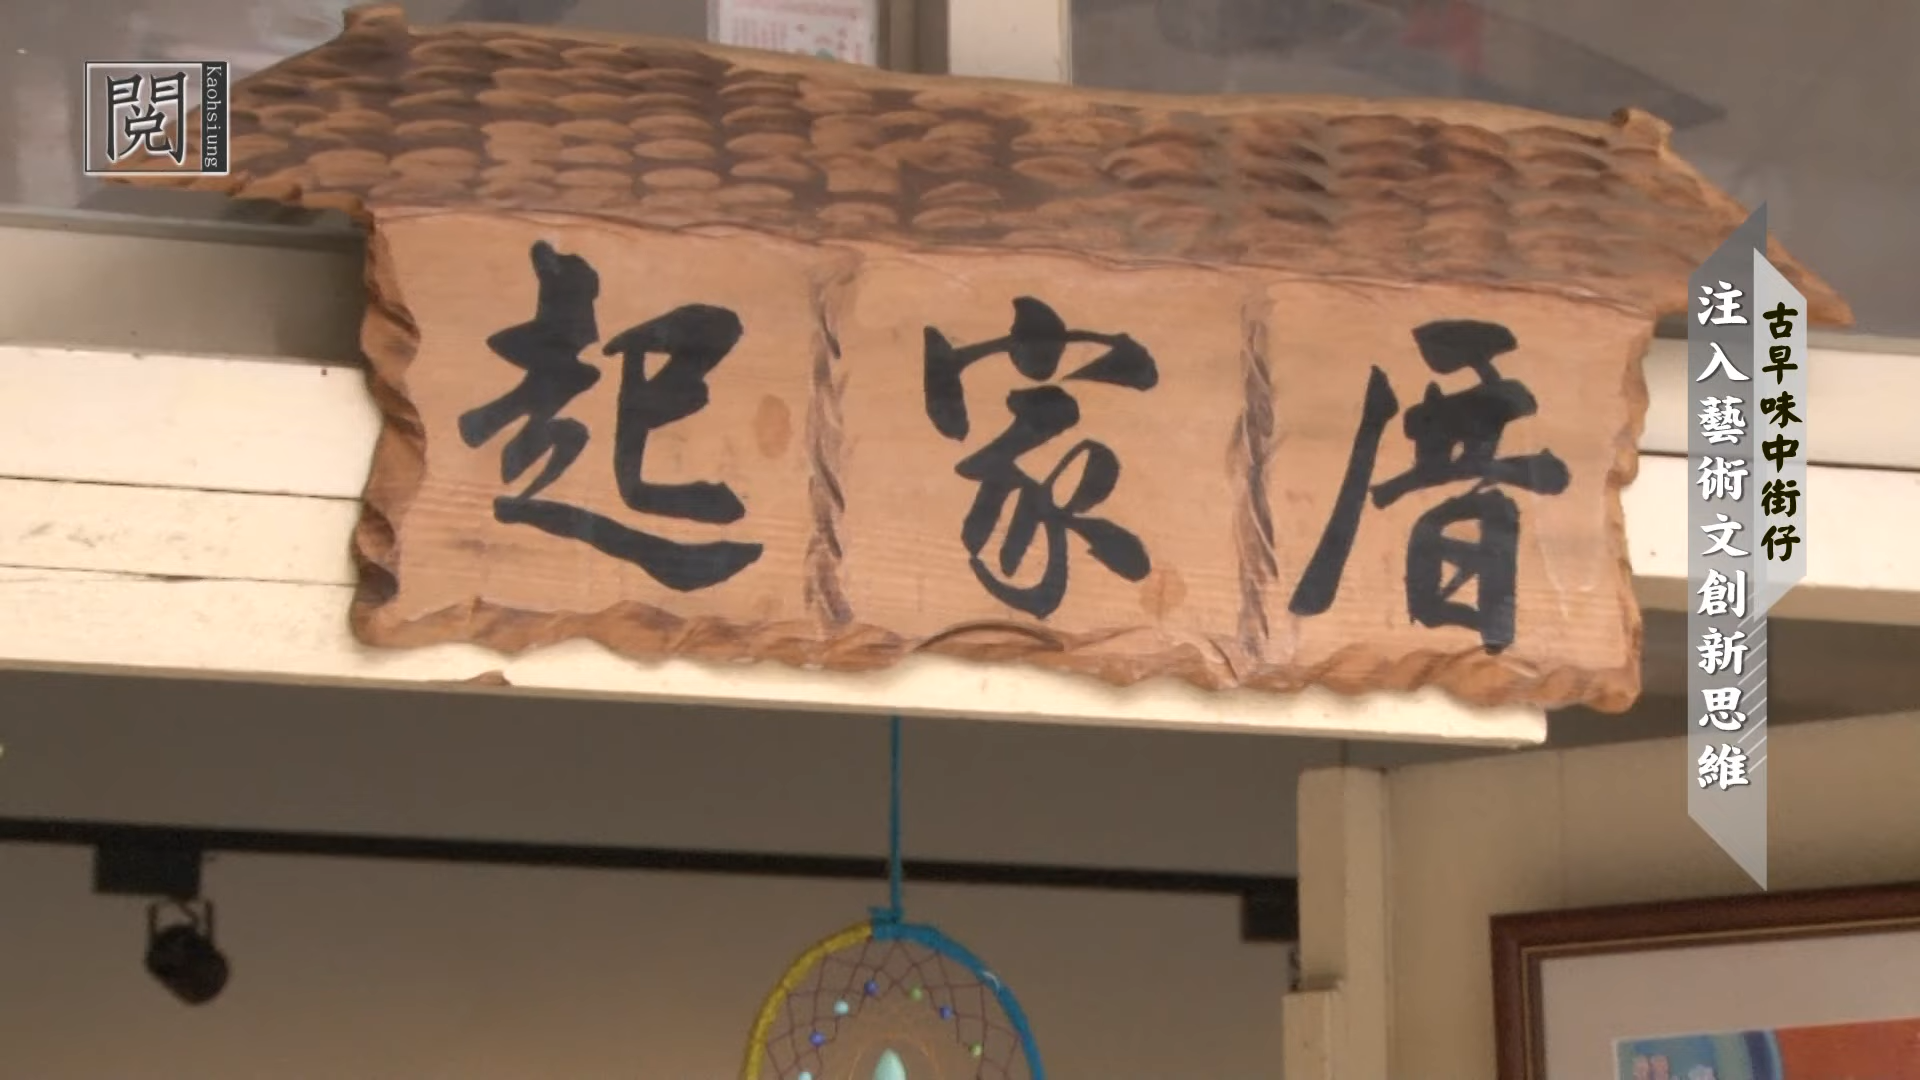 閱
Kaohsiung
起家厝
古早味中街仔
注入藝術文創新思維